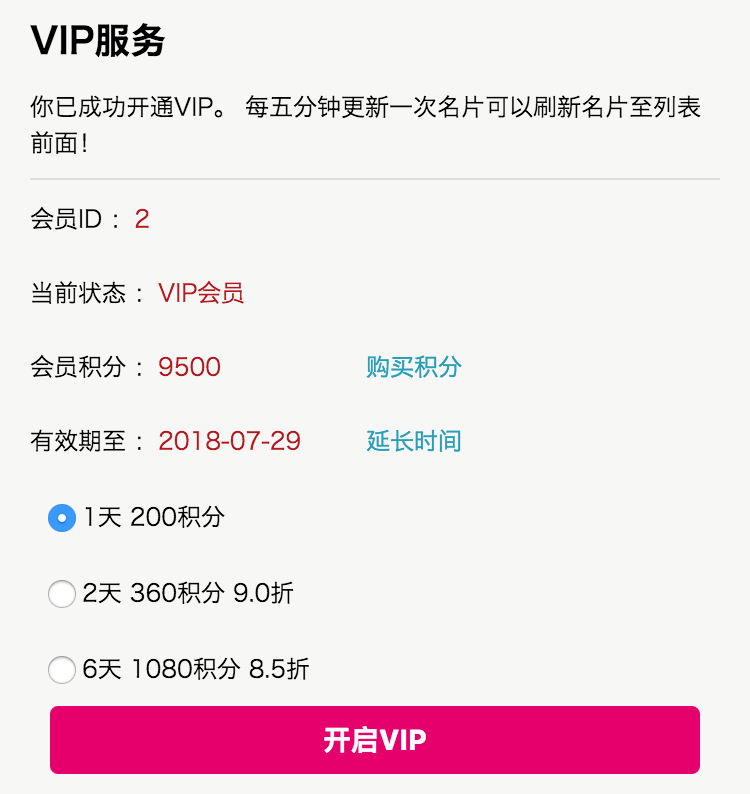 VIP服务
你已成功开通VIP。 每五分钟更新一次名片可以刷新名片至列表
前面！
会员ID ： 2
当前状态 ： VIP会员
会员积分 ： 9500 购买积分
有效期至 ： 2018-07-29 延长时间
1天 200积分
2天 360积分 9.0折
6天 1080积分 8.5折
开启VIP